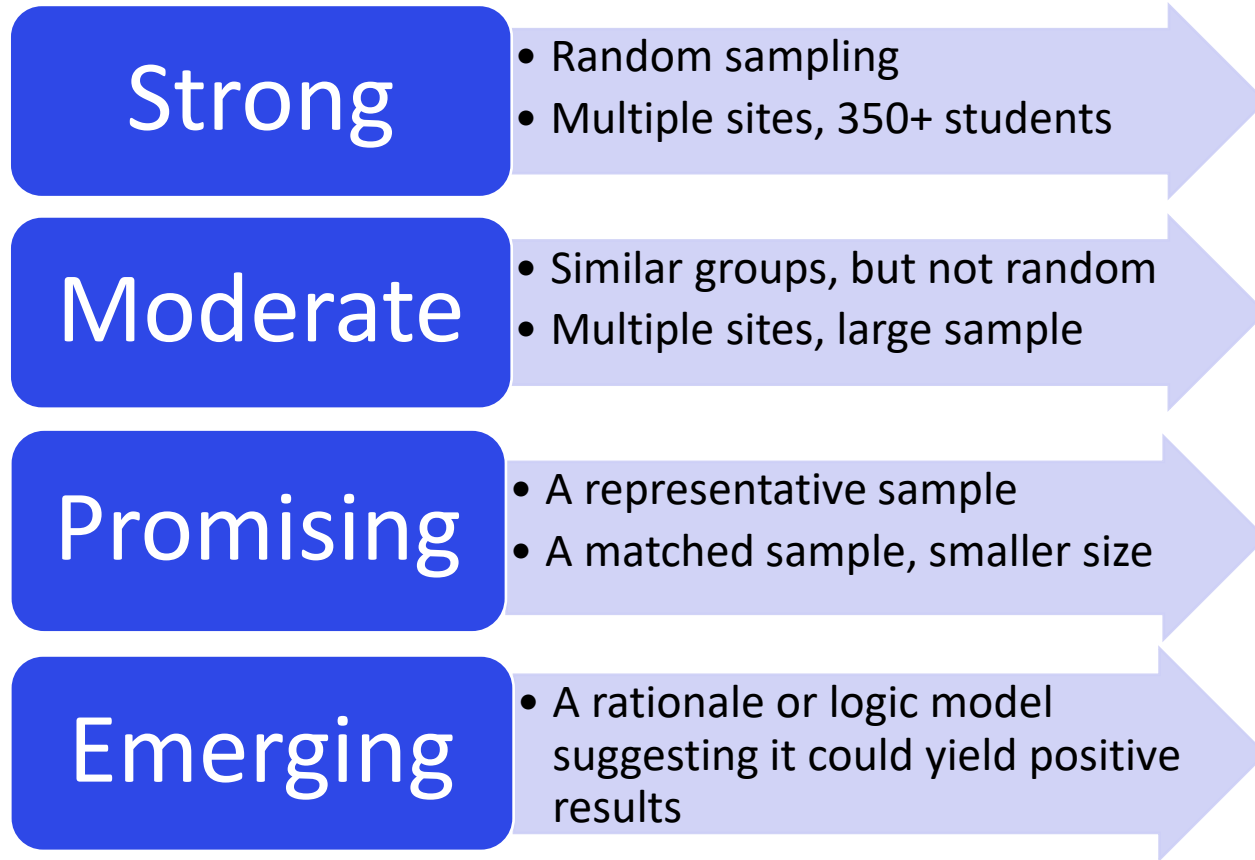 Strong
• Random sampling
• Multiple sites, 350+ students
Moderate
• Similar groups, but not random
• Multiple sites, large sample
Promising
• A representative sample
• A matched sample, smaller size
Emerging
• A rationale or logic model
suggesting it could yield positive
results